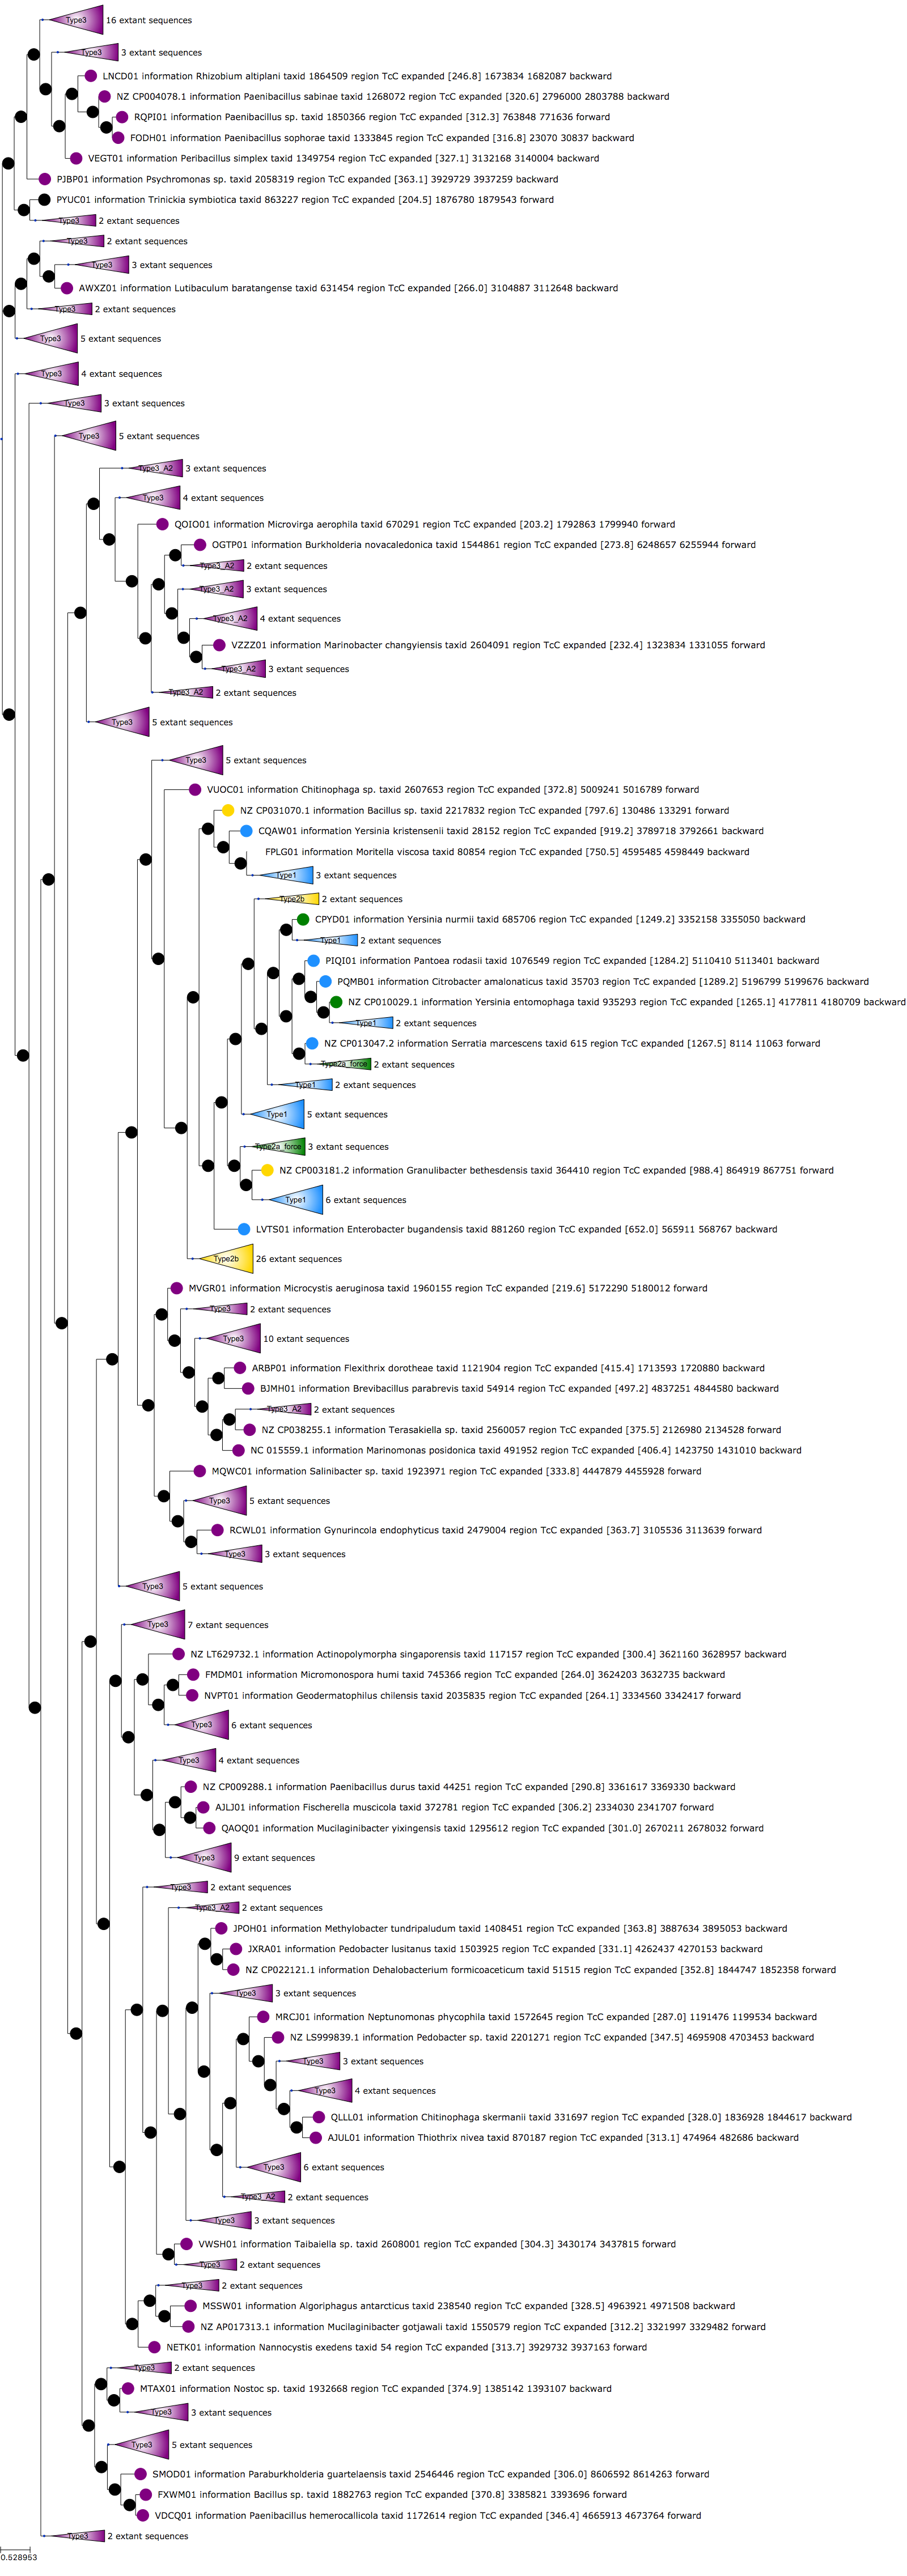 Type3 16 extant sequences
Type3 3 extant sequences
LNCD01 information Rhizobium altiplani taxid 1864509 region TcC expanded [246.8] 1673834 1682087 backward
NZ CP004078.1 information Paenibacillus sabinae taxid 1268072 region TcC expanded [320.6] 2796000 2803788 backward
RQPI01 information Paenibacillus sp. taxid 1850366 region TcC expanded [312.3] 763848 771636 forward
FODH01 information Paenibacillus sophorae taxid 1333845 region TcC expanded [316.8] 23070 30837 backward
VEGT01 information Peribacillus simplex taxid 1349754 region TcC expanded [327.1] 3132168 3140004 backward
PJBP01 information Psychromonas sp. taxid 2058319 region TcC expanded [363.1] 3929729 3937259 backward
PYUC01 information Trinickia symbiotica taxid 863227 region TcC expanded [204.5] 1876780 1879543 forward
Type3 2 extant sequences
Type3 2 extant sequences
Type3 3 extant sequences
AWXZ01 information Lutibaculum baratangense taxid 631454 region TcC expanded [266.0] 3104887 3112648 backward
Type3 2 extant sequences
Type3 5 extant sequences
Type3 4 extant sequences
Type3 3 extant sequences
Type3 5 extant sequences
Type3_A2 3 extant sequences
Type3 4 extant sequences
QOIO01 information Microvirga aerophila taxid 670291 region TcC expanded [203.2] 1792863 1799940 forward
OGTP01 information Burkholderia novacaledonica taxid 1544861 region TcC expanded [273.8] 6248657 6255944 forward
Type3_A2 2 extant sequences
Type3_A2 3 extant sequences
Type3_A2 4 extant sequences
VZZZ01 information Marinobacter changyiensis taxid 2604091 region TcC expanded [232.4] 1323834 1331055 forward
Type3_A2 3 extant sequences
Type3_A2 2 extant sequences
Type3 5 extant sequences
Type3 5 extant sequences
VUOC01 information Chitinophaga sp. taxid 2607653 region TcC expanded [372.8] 5009241 5016789 forward
NZ CP031070.1 information Bacillus sp. taxid 2217832 region TcC expanded [797.6] 130486 133291 forward
CQAW01 information Yersinia kristensenii taxid 28152 region TcC expanded [919.2] 3789718 3792661 backward
FPLG01 information Moritella viscosa taxid 80854 region TcC expanded [750.5] 4595485 4598449 backward
Type1 3 extant sequences
Type2b 2 extant sequences
CPYD01 information Yersinia nurmii taxid 685706 region TcC expanded [1249.2] 3352158 3355050 backward
Type1 2 extant sequences
PIQI01 information Pantoea rodasii taxid 1076549 region TcC expanded [1284.2] 5110410 5113401 backward
PQMB01 information Citrobacter amalonaticus taxid 35703 region TcC expanded [1289.2] 5196799 5199676 backward
NZ CP010029.1 information Yersinia entomophaga taxid 935293 region TcC expanded [1265.1] 4177811 4180709 backward
Type1 2 extant sequences
NZ CP013047.2 information Serratia marcescens taxid 615 region TcC expanded [1267.5] 8114 11063 forward
Type2a_force 2 extant sequences
Type1 2 extant sequences
Type1 5 extant sequences
Type2a_force 3 extant sequences
NZ CP003181.2 information Granulibacter bethesdensis taxid 364410 region TcC expanded [988.4] 864919 867751 forward
Type1 6 extant sequences
LVTS01 information Enterobacter bugandensis taxid 881260 region TcC expanded [652.0] 565911 568767 backward
Type2b 26 extant sequences
MVGR01 information Microcystis aeruginosa taxid 1960155 region TcC expanded [219.6] 5172290 5180012 forward
Type3 2 extant sequences
Type3 10 extant sequences
ARBP01 information Flexithrix dorotheae taxid 1121904 region TcC expanded [415.4] 1713593 1720880 backward
BJMH01 information Brevibacillus parabrevis taxid 54914 region TcC expanded [497.2] 4837251 4844580 backward
Type3_A2 2 extant sequences
NZ CP038255.1 information Terasakiella sp. taxid 2560057 region TcC expanded [375.5] 2126980 2134528 forward
NC 015559.1 information Marinomonas posidonica taxid 491952 region TcC expanded [406.4] 1423750 1431010 backward
MQWC01 information Salinibacter sp. taxid 1923971 region TcC expanded [333.8] 4447879 4455928 forward
Type3 5 extant sequences
RCWL01 information Gynurincola endophyticus taxid 2479004 region TcC expanded [363.7] 3105536 3113639 forward
Type3 3 extant sequences
Type3 5 extant sequences
Type3 7 extant sequences
NZ LT629732.1 information Actinopolymorpha singaporensis taxid 117157 region TcC expanded [300.4] 3621160 3628957 backward
FMDM01 information Micromonospora humi taxid 745366 region TcC expanded [264.0] 3624203 3632735 backward
NVPT01 information Geodermatophilus chilensis taxid 2035835 region TcC expanded [264.1] 3334560 3342417 forward
Type3 6 extant sequences
Type3 4 extant sequences
NZ CP009288.1 information Paenibacillus durus taxid 44251 region TcC expanded [290.8] 3361617 3369330 backward
AJLJ01 information Fischerella muscicola taxid 372781 region TcC expanded [306.2] 2334030 2341707 forward
QAOQ01 information Mucilaginibacter yixingensis taxid 1295612 region TcC expanded [301.0] 2670211 2678032 forward
Type3 9 extant sequences
Type3 2 extant sequences
Type3_A2 2 extant sequences
JPOH01 information Methylobacter tundripaludum taxid 1408451 region TcC expanded [363.8] 3887634 3895053 backward
JXRA01 information Pedobacter lusitanus taxid 1503925 region TcC expanded [331.1] 4262437 4270153 backward
NZ CP022121.1 information Dehalobacterium formicoaceticum taxid 51515 region TcC expanded [352.8] 1844747 1852358 forward
Type3 3 extant sequences
MRCJ01 information Neptunomonas phycophila taxid 1572645 region TcC expanded [287.0] 1191476 1199534 backward
NZ LS999839.1 information Pedobacter sp. taxid 2201271 region TcC expanded [347.5] 4695908 4703453 backward
Type3 3 extant sequences
Type3 4 extant sequences
QLLL01 information Chitinophaga skermanii taxid 331697 region TcC expanded [328.0] 1836928 1844617 backward
AJUL01 information Thiothrix nivea taxid 870187 region TcC expanded [313.1] 474964 482686 backward
Type3 6 extant sequences
Type3_A2 2 extant sequences
Type3 3 extant sequences
VWSH01 information Taibaiella sp. taxid 2608001 region TcC expanded [304.3] 3430174 3437815 forward
Type3 2 extant sequences
Type3 2 extant sequences
MSSW01 information Algoriphagus antarcticus taxid 238540 region TcC expanded [328.5] 4963921 4971508 backward
NZ AP017313.1 information Mucilaginibacter gotjawali taxid 1550579 region TcC expanded [312.2] 3321997 3329482 forward
NETK01 information Nannocystis exedens taxid 54 region TcC expanded [313.7] 3929732 3937163 forward
Type3 2 extant sequences
MTAX01 information Nostoc sp. taxid 1932668 region TcC expanded [374.9] 1385142 1393107 backward
Type3 3 extant sequences
Type3 5 extant sequences
SMOD01 information Paraburkholderia guartelaensis taxid 2546446 region TcC expanded [306.0] 8606592 8614263 forward
FXWM01 information Bacillus sp. taxid 1882763 region TcC expanded [370.8] 3385821 3393696 forward
VDCQ01 information Paenibacillus hemerocallicola taxid 1172614 region TcC expanded [346.4] 4665913 4673764 forward
Type3 2 extant sequences
0.528953